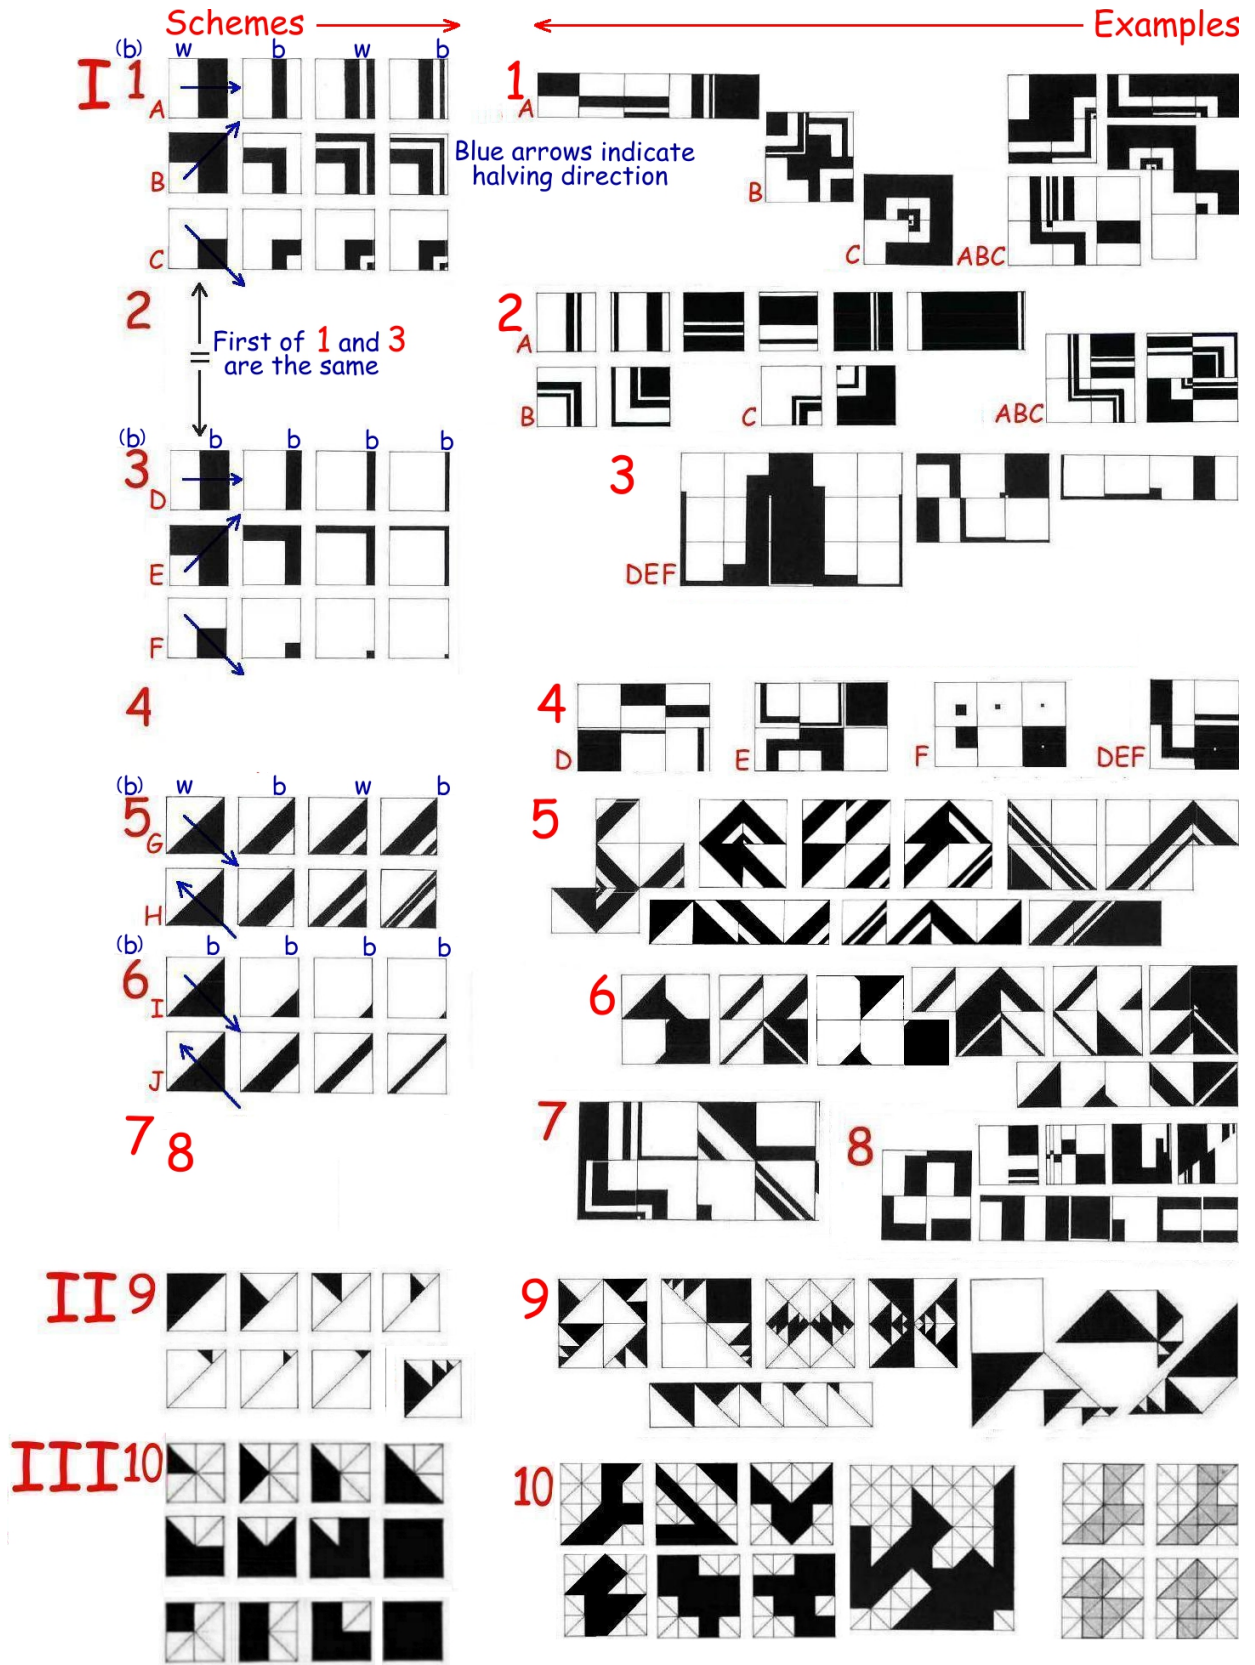 Schemes
Examples
(b) w b w b
I 1 A
B
C
Blue arrows indicate
halving direction
1 A
B
C
ABC
2
First of 1 and 3
are the same
=
2 A
B
C
ABC
(b) b b b b
3 D
E
F
3
DEF
4
4 D
E
F
DEF
(b) w b w b
5 G
H
5
(b) b b b b
6 I
J
6
7 8
7
8
II 9
9
III 10
10